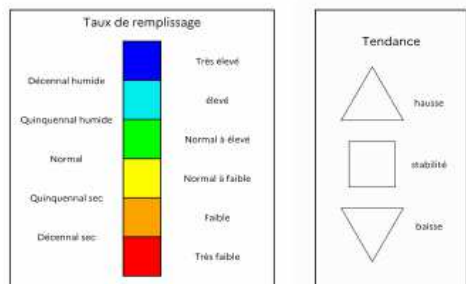 Taux de remplissage
Très élevé
Décennal humide
élevé
Quinquennal humide
Normal à élevé
Normal
Normal à faible
Quinquennal sec
Faible
Décennal sec
Très faible
Tendance
hausse
stabilité
baisse